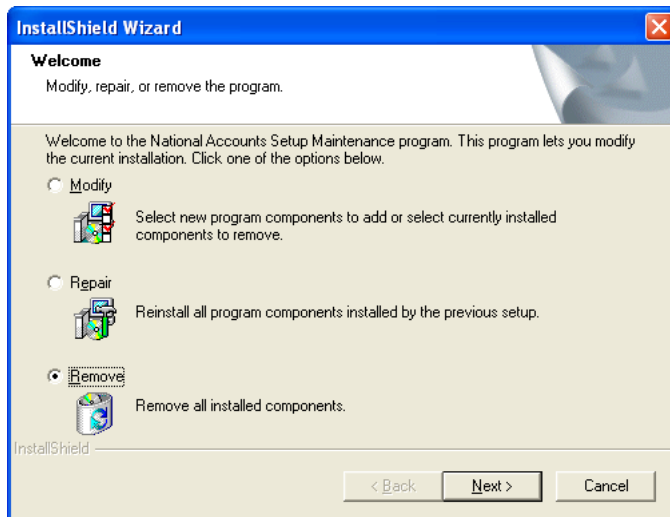 InstallShield Wizard
Welcome
Modify, repair, or remove the program.
Welcome to the National Accounts Setup Maintenance program. This program lets you modify
the current installation. Click one of the options below.
Modify
Select new program components to add or select currently installed
components to remove.
Repair
Reinstall all program components installed by the previous setup.
Remove
Remove all installed components.
InstallShield
< Back
Next >
Cancel